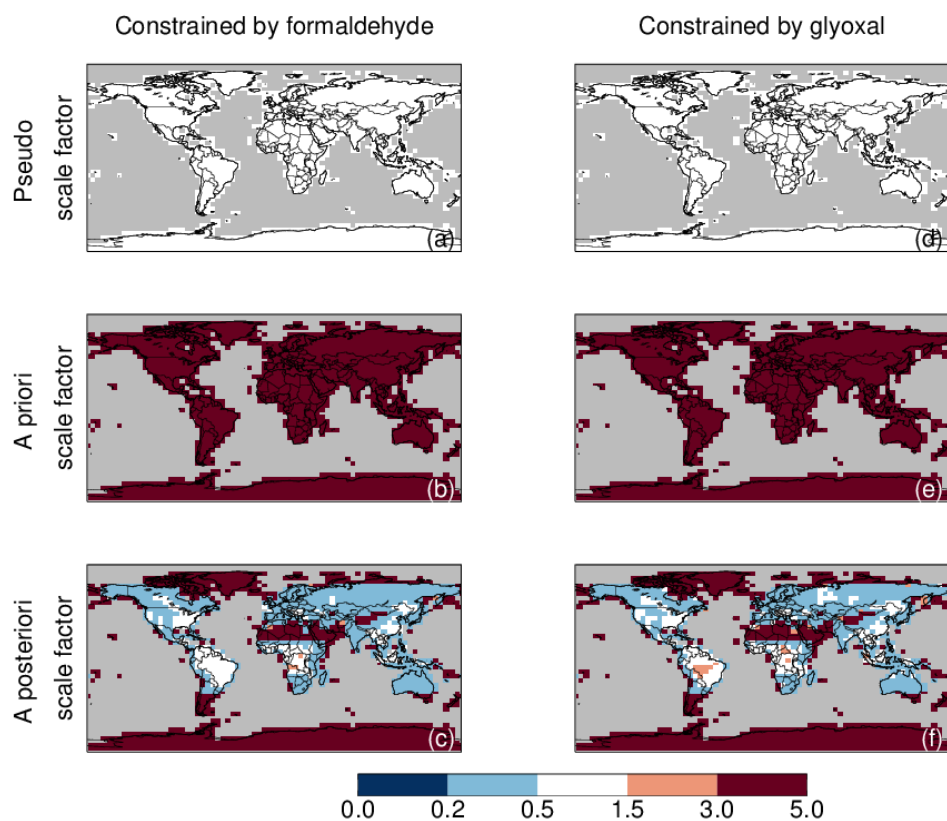 Constrained by formaldehyde
Constrained by glyoxal
Pseudo
scale factor
(a)
(d)
A priori
scale factor
(b)
(e)
A posteriori
scale factor
(c)
(f)
0.0 0.2 0.5 1.5 3.0 5.0